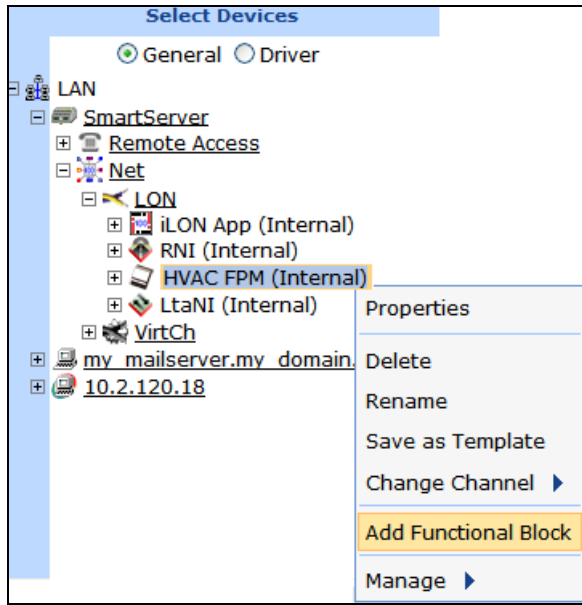 Select Devices
General Driver
LAN
SmartServer
Remote Access
Net
LON
iLON App (Internal)
RNI (Internal)
HVAC FPM (Internal)
LtaNI (Internal)
VirtCh
my_mailserver.my_domain.
10.2.120.18
Properties
Delete
Rename
Save as Template
Change Channel
Add Functional Block
Manage